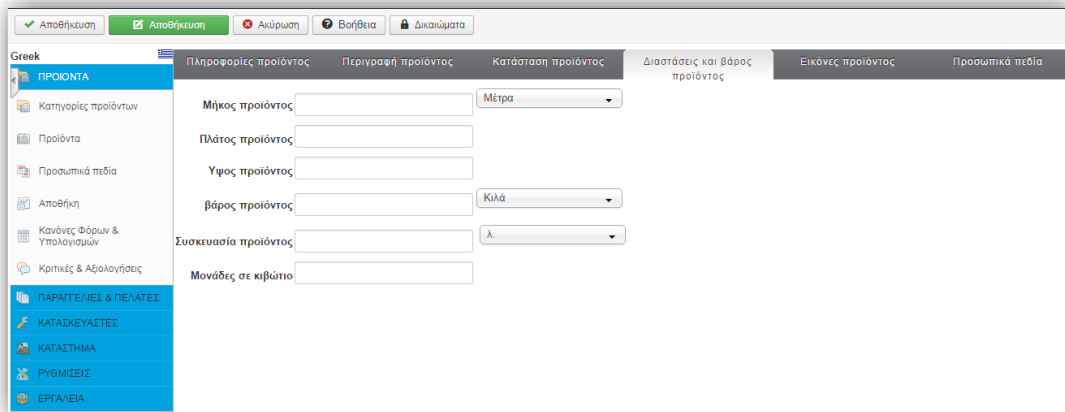 Αποθήκευση
Αποθήκευση
Ακύρωση
Βοήθεια
Δικαιώματα
Greek
ΠΡΟΪΟΝΤΑ
Κατηγορίες προϊόντων
Προϊόντα
Προσωπικά πεδία
Αποθήκη
Κανόνες Φόρων &
Υπολογισμών
Κριτικές & Αξιολογήσεις
ΠΑΡΑΓΓΕΛΙΕΣ & ΠΕΛΑΤΕΣ
ΚΑΤΑΣΚΕΥΑΣΤΕΣ
ΚΑΤΑΣΤΗΜΑ
ΡΥΘΜΙΣΕΙΣ
ΕΡΓΑΛΕΙΑ
Πληροφορίες προϊόντος
Περιγραφή προϊόντος
Κατάσταση προϊόντος
Διαστάσεις και βάρος
προϊόντος
Εικόνες προϊόντος
Προσωπικά πεδία
Μήκος προϊόντος
Μέτρα
Πλάτος προϊόντος
Υψος προϊόντος
βάρος προϊόντος
Κιλά
Συσκευασία προϊόντος
λ.
Μονάδες σε κιβώτιο